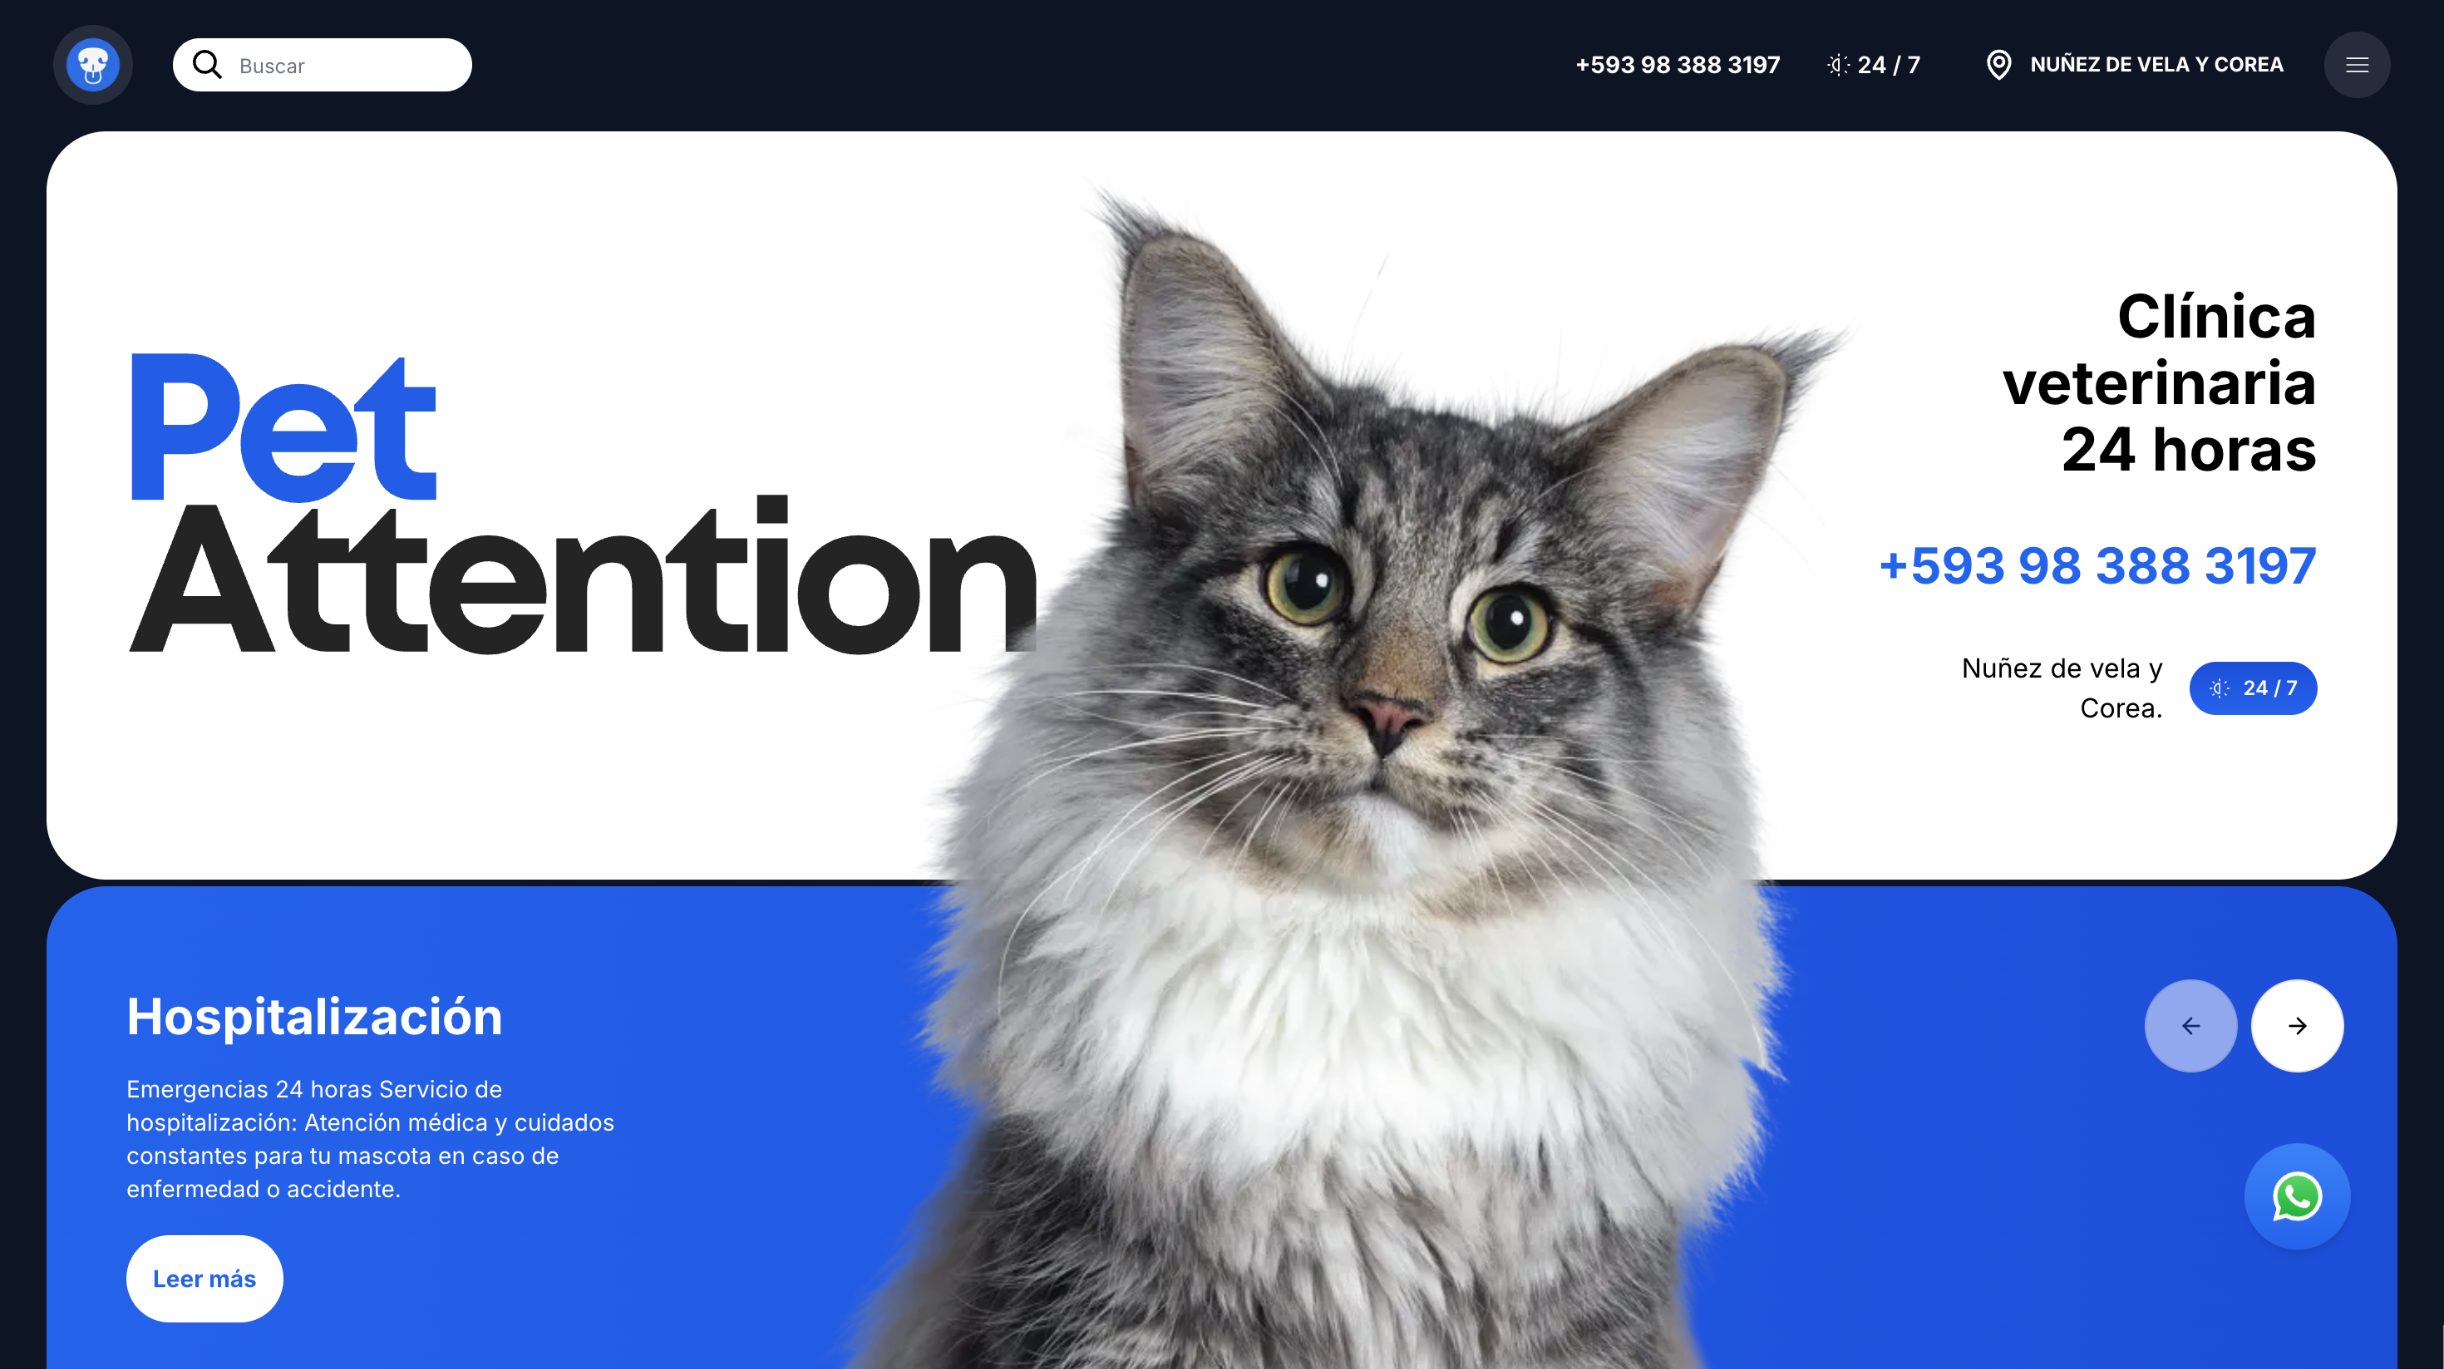 Buscar
+593 98 388 3197
24 / 7
NUÑEZ DE VELA Y COREA
Pet
Attention
Clínica
veterinaria
24 horas
+593 98 388 3197
Nuñez de vela y
Corea.
24 / 7
Hospitalización
Emergencias 24 horas Servicio de
hospitalización: Atención médica y cuidados
constantes para tu mascota en caso de
enfermedad o accidente.
Leer más